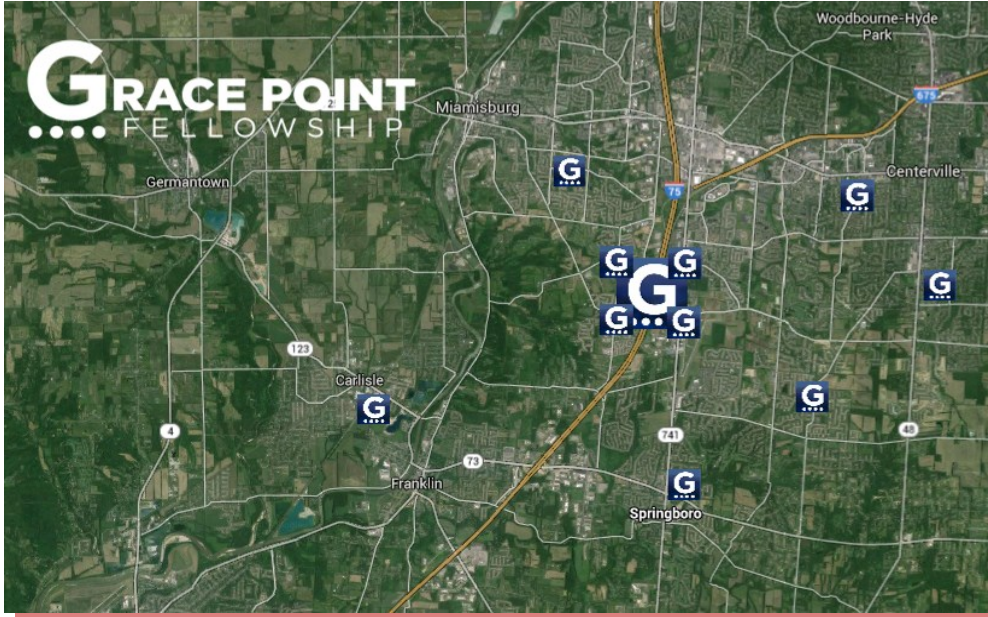 Woodbourne-Hyde
Park
GRACE POINT
FELLOWSHIP
Miamisburg
675
Germantown
Centerville
G
75
G
G
G
G
G
G
G
123
Carlisle
G
G
4
741
48
73
Franklin
G
Springboro